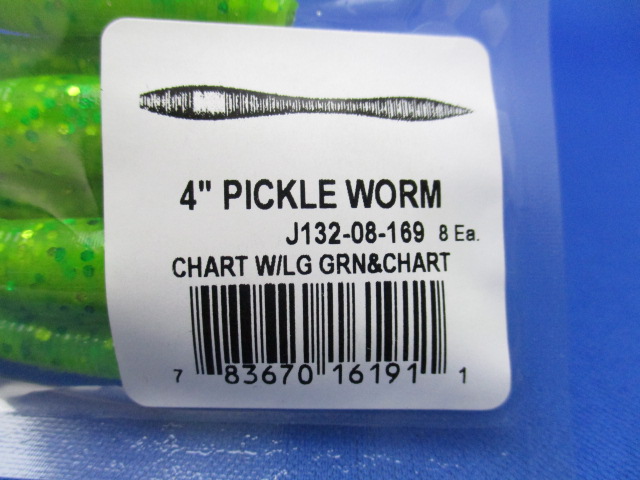 4" PICKLE WORM
J132-08-169 8 Ea.
CHART W/LG GRN&CHART
7 83670 16191 1